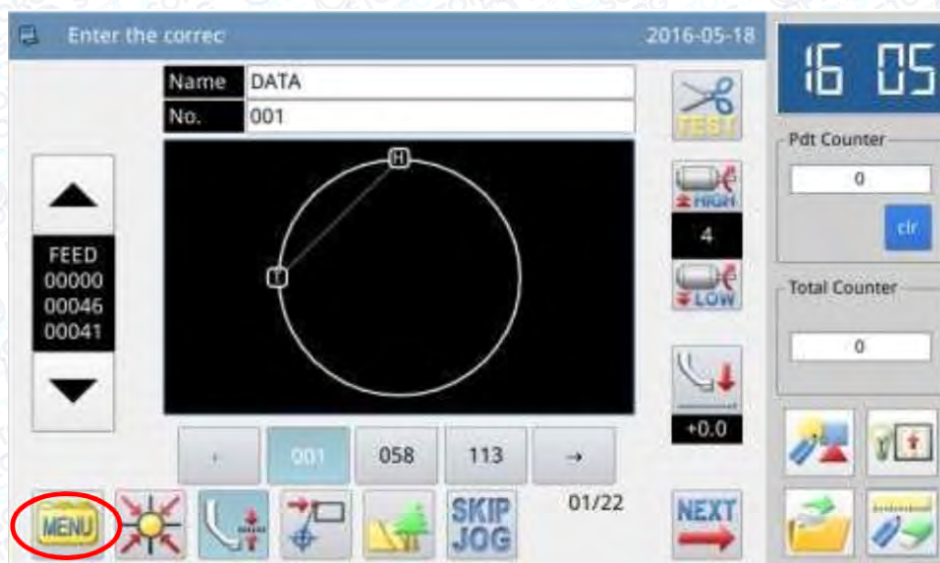 Enter the correc
2016-05-18
16 05
Name DATA
No. 001
TEST
HIGH
4
LOW
+0.0
Pdt Counter
0
clr
Total Counter
0
FEED
00000
00046
00041
H
T
← 001 058 113 →
01/22
MENU
SKIP
JOG
NEXT